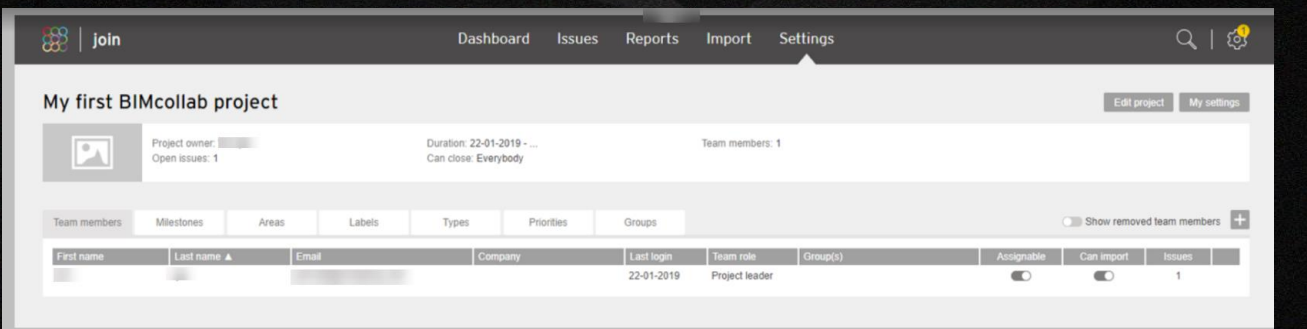 join Dashboard Issues Reports Import Settings 1
My first BIMcollab project Edit project My settings
Project owner: Duration: 22-01-2019 - ... Team members: 1
Open issues: 1 Can close: Everybody
Team members Milestones Areas Labels Types Priorities Groups Show removed team members
First name Last name ▲ Email Company Last login Team role Group(s) Assignable Can import Issues
22-01-2019 Project leader 1